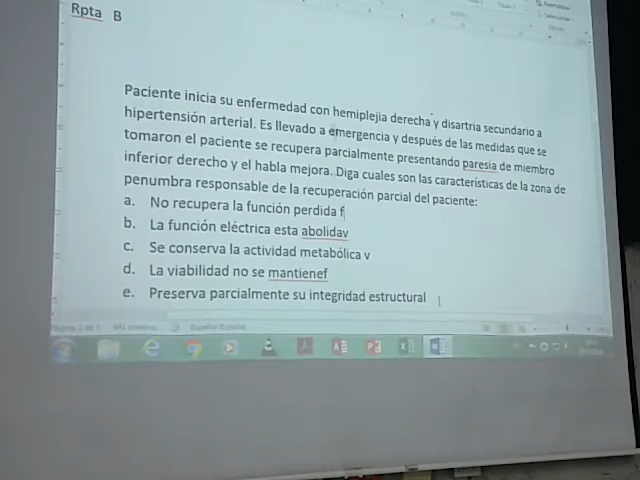 Rpta B
Paciente inicia su enfermedad con hemiplejia derecha y disartria secundario a
hipertensión arterial. Es llevado a emergencia y después de las medidas que se
tomaron el paciente se recupera parcialmente presentando paresia de miembro
inferior derecho y el habla mejora. Diga cuales son las características de la zona de
penumbra responsable de la recuperación parcial del paciente:
a. No recupera la función perdida f
b. La función eléctrica esta abolidav
c. Se conserva la actividad metabólica v
d. La viabilidad no se mantienef
e. Preserva parcialmente su integridad estructural